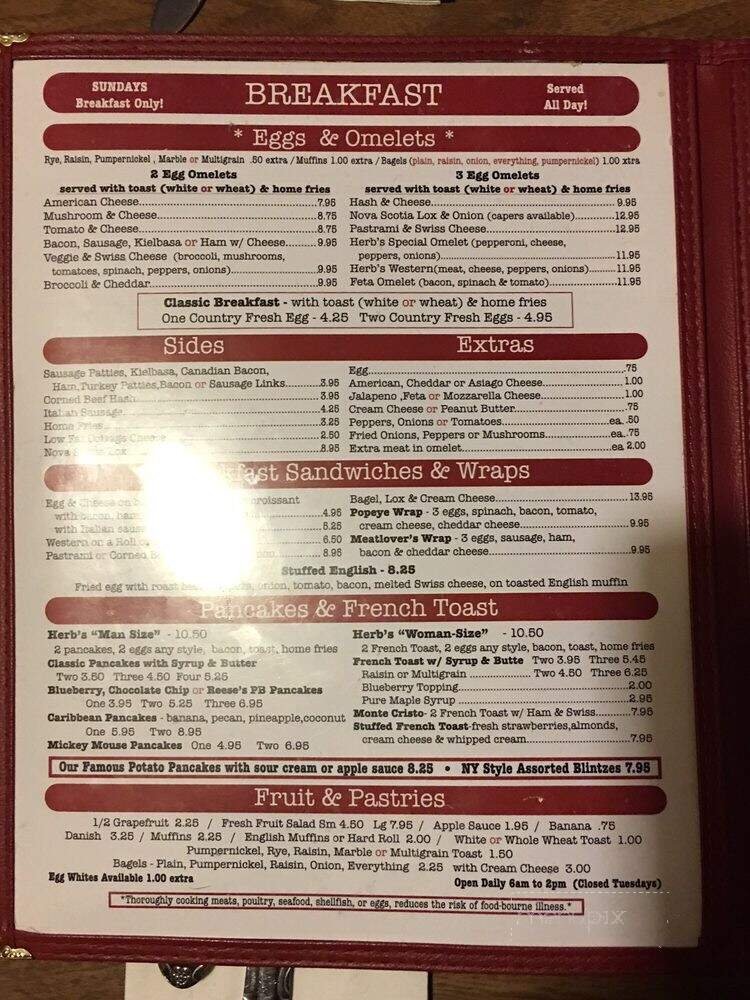 SUNDAYS
Breakfast Only!
BREAKFAST
Served
All Day!
* Eggs & Omelets *
Rye, Raisin, Pumpernickel , Marble or Multigrain .50 extra / Muffins 1.00 extra / Bagels (plain, raisin, onion, everything, pumpernickel) 1.00 xtra
2 Egg Omelets
served with toast (white or wheat) & home fries
American Cheese 7.95
Mushroom & Cheese 8.75
Tomato & Cheese 8.75
Bacon, Sausage, Kielbasa or Ham w/ Cheese 9.95
Veggie & Swiss Cheese (broccoli, mushrooms,
tomatoes, spinach, peppers, onions) 9.95
Broccoli & Cheddar 9.95
3 Egg Omelets
served with toast (white or wheat) & home fries
Hash & Cheese 9.95
Nova Scotia Lox & Onion (capers available) 12.95
Pastrami & Swiss Cheese 12.95
Herb's Special Omelet (pepperoni, cheese,
peppers, onions) 11.95
Herb's Western(meat, cheese, peppers, onions) 11.95
Feta Omelet (bacon, spinach & tomato) 11.95
Classic Breakfast - with toast (white or wheat) & home fries
One Country Fresh Egg - 4.25 Two Country Fresh Eggs - 4.95
Sides
Sausage Patties, Kielbasa, Canadian Bacon,
Ham,Turkey Patties,Bacon or Sausage Links 3.95
Corned Beef Hash 3.95
Italian Sausage 4.25
Home Fries 3.25
Low Fat Cottage Cheese 2.50
Nova Lox 8.95
Extras
Egg .75
American, Cheddar or Asiago Cheese 1.00
Jalapeno ,Feta or Mozzarella Cheese 1.00
Cream Cheese or Peanut Butter .75
Peppers, Onions or Tomatoes ea. .50
Fried Onions, Peppers or Mushrooms ea. .75
Extra meat in omelet ea 2.00
Sandwiches & Wraps
Egg & Cheese on croissant
with bacon, 4.95
with Italian 5.25
Western on a Roll 6.50
Pastrami or Corned 8.95
Bagel, Lox & Cream Cheese 13.95
Popeye Wrap - 3 eggs, spinach, bacon, tomato,
cream cheese, cheddar cheese 9.95
Meatlover's Wrap - 3 eggs, sausage, ham,
bacon & cheddar cheese 9.95
Stuffed English - 8.25
Fried egg with roast onion, tomato, bacon, melted Swiss cheese, on toasted English muffin
Pancakes & French Toast
Herb's "Man Size" - 10.50
2 pancakes, 2 eggs any style, bacon, toast, home fries
Classic Pancakes with Syrup & Butter
Two 3.50 Three 4.50 Four 5.25
Blueberry, Chocolate Chip or Reese's PB Pancakes
One 3.95 Two 5.25 Three 6.95
Caribbean Pancakes - banana, pecan, pineapple,coconut
One 5.95 Two 8.95
Mickey Mouse Pancakes One 4.95 Two 6.95
Herb's "Woman-Size" - 10.50
2 French Toast, 2 eggs any style, bacon, toast, home fries
French Toast w/ Syrup & Butte Two 3.95 Three 5.45
Raisin or Multigrain Two 4.50 Three 6.25
Blueberry Topping 2.00
Pure Maple Syrup 2.95
Monte Cristo- 2 French Toast w/ Ham & Swiss 7.95
Stuffed French Toast-fresh strawberries,almonds,
cream cheese & whipped cream 7.95
Our Famous Potato Pancakes with sour cream or apple sauce 8.25 • NY Style Assorted Blintzes 7.95
Fruit & Pastries
1/2 Grapefruit 2.25 / Fresh Fruit Salad Sm 4.50 Lg 7.95 / Apple Sauce 1.95 / Banana .75
Danish 3.25 / Muffins 2.25 / English Muffins or Hard Roll 2.00 / White or Whole Wheat Toast 1.00
Pumpernickel, Rye, Raisin, Marble or Multigrain Toast 1.50
Bagels - Plain, Pumpernickel, Raisin, Onion, Everything 2.25 with Cream Cheese 3.00
Egg Whites Available 1.00 extra
Open Daily 6am to 2pm (Closed Tuesdays)
*Thoroughly cooking meats, poultry, seafood, shellfish, or eggs, reduces the risk of food-bourne illness.*